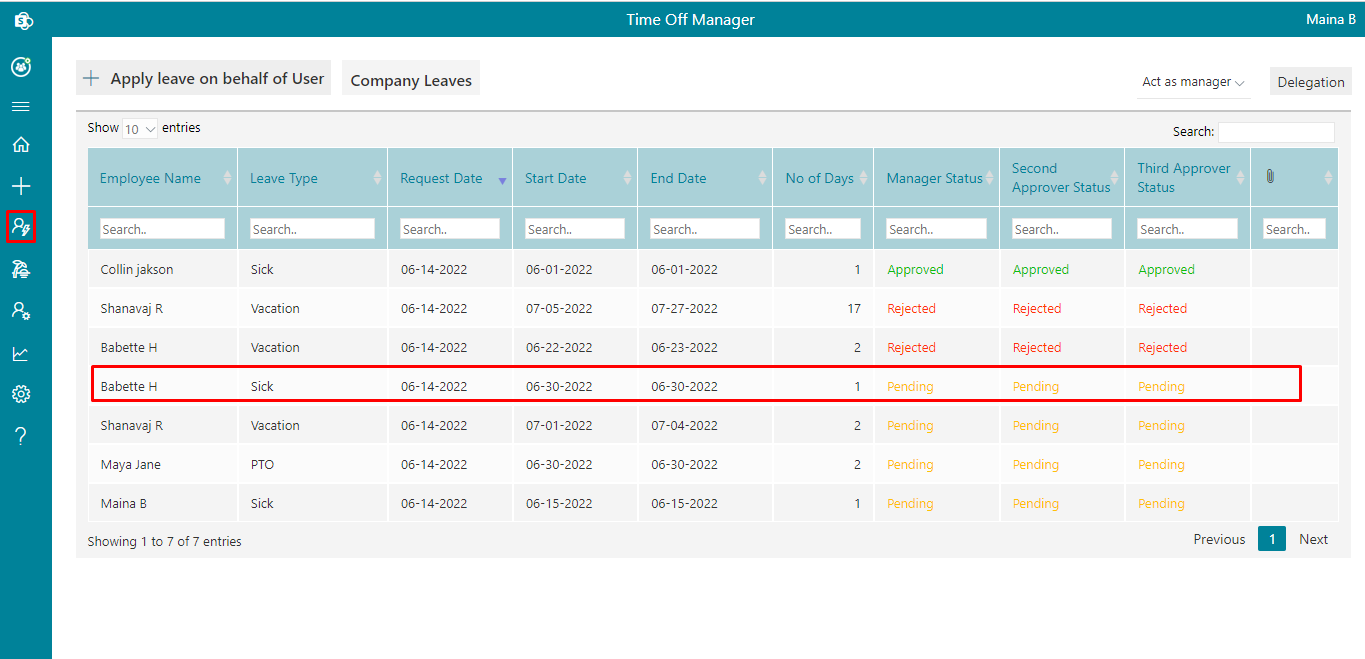 Time Off Manager
Maina B
Apply leave on behalf of User
Company Leaves
Act as manager
Delegation
Show 10 entries
Search:
Employee Name Leave Type Request Date Start Date End Date No of Days Manager Status Second Approver Status Third Approver Status
Search.. Search.. Search.. Search.. Search.. Search.. Search.. Search.. Search.. Search..
Collin jakson Sick 06-14-2022 06-01-2022 06-01-2022 1 Approved Approved Approved
Shanavaj R Vacation 06-14-2022 07-05-2022 07-27-2022 17 Rejected Rejected Rejected
Babette H Vacation 06-14-2022 06-22-2022 06-23-2022 2 Rejected Rejected Rejected
Babette H Sick 06-14-2022 06-30-2022 06-30-2022 1 Pending Pending Pending
Shanavaj R Vacation 06-14-2022 07-01-2022 07-04-2022 2 Pending Pending Pending
Maya Jane PTO 06-14-2022 06-30-2022 06-30-2022 2 Pending Pending Pending
Maina B Sick 06-14-2022 06-15-2022 06-15-2022 1 Pending Pending Pending
Showing 1 to 7 of 7 entries
Previous 1 Next